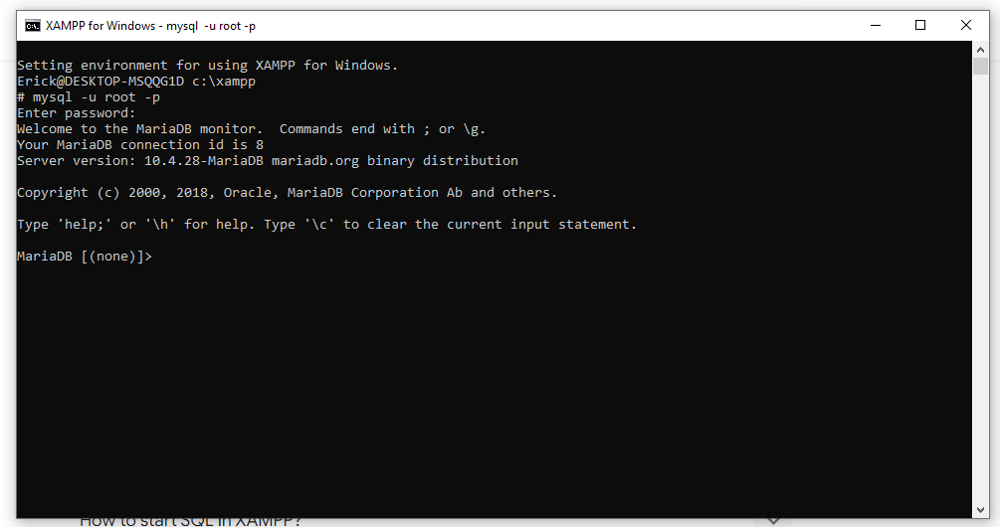 XAMPP for Windows - mysql -u root -p
Setting environment for using XAMPP for Windows.
Erick@DESKTOP-MSQQG1D c:\xampp
# mysql -u root -p
Enter password:
Welcome to the MariaDB monitor.  Commands end with ; or \g.
Your MariaDB connection id is 8
Server version: 10.4.28-MariaDB mariadb.org binary distribution
Copyright (c) 2000, 2018, Oracle, MariaDB Corporation Ab and others.
Type 'help;' or '\h' for help. Type '\c' to clear the current input statement.
MariaDB [(none)]>
How to start SQL in XAMPP?